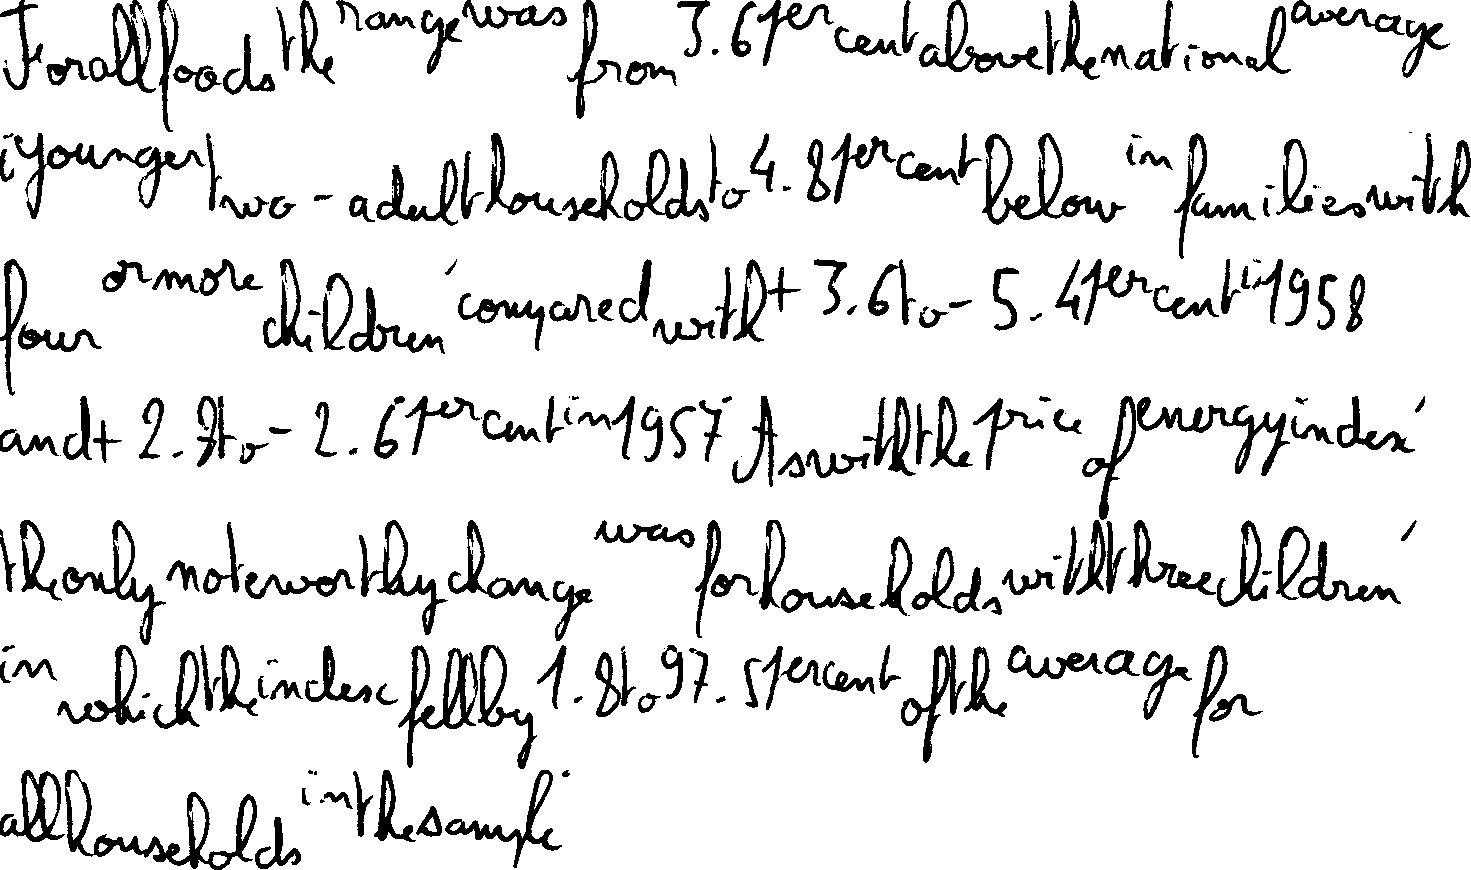 For all foods the range was from 3.6 per cent above the national average
i younger two-adult households to 4.8 per cent below in families with
four or more children, compared with + 3.6 to - 5.4 per cent in 1958
and + 2.7 to - 2.6 per cent in 1957. As with the price of energy index,
the only noteworthy change was for households with three children,
in which the index fell by 1.8 to 97.5 per cent of the average for
all households in the sample.